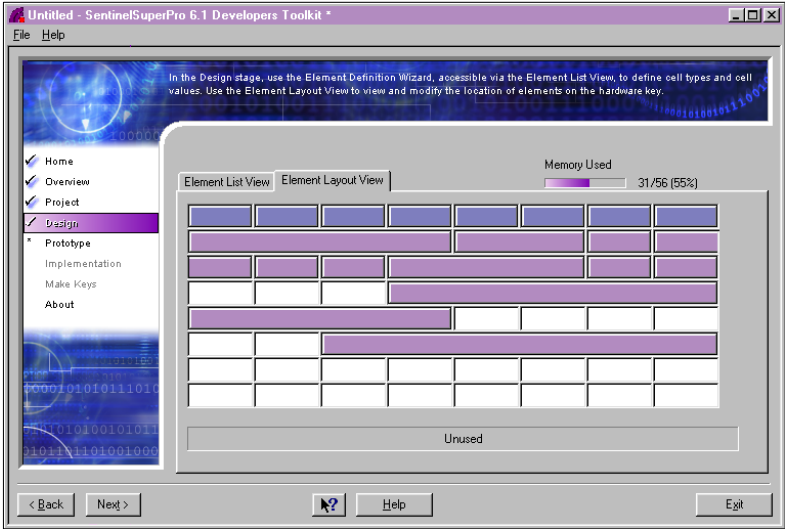 Untitled - SentinelSuperPro 6.1 Developers Toolkit *
File Help
In the Design stage, use the Element Definition Wizard, accessible via the Element List View, to define cell types and cell
values. Use the Element Layout View to view and modify the location of elements on the hardware key.
Home
Overview
Project
Design
* Prototype
Implementation
Make Keys
About
Memory Used
31/56 (55%)
Element List View Element Layout View
Unused
< Back Next > Help Exit